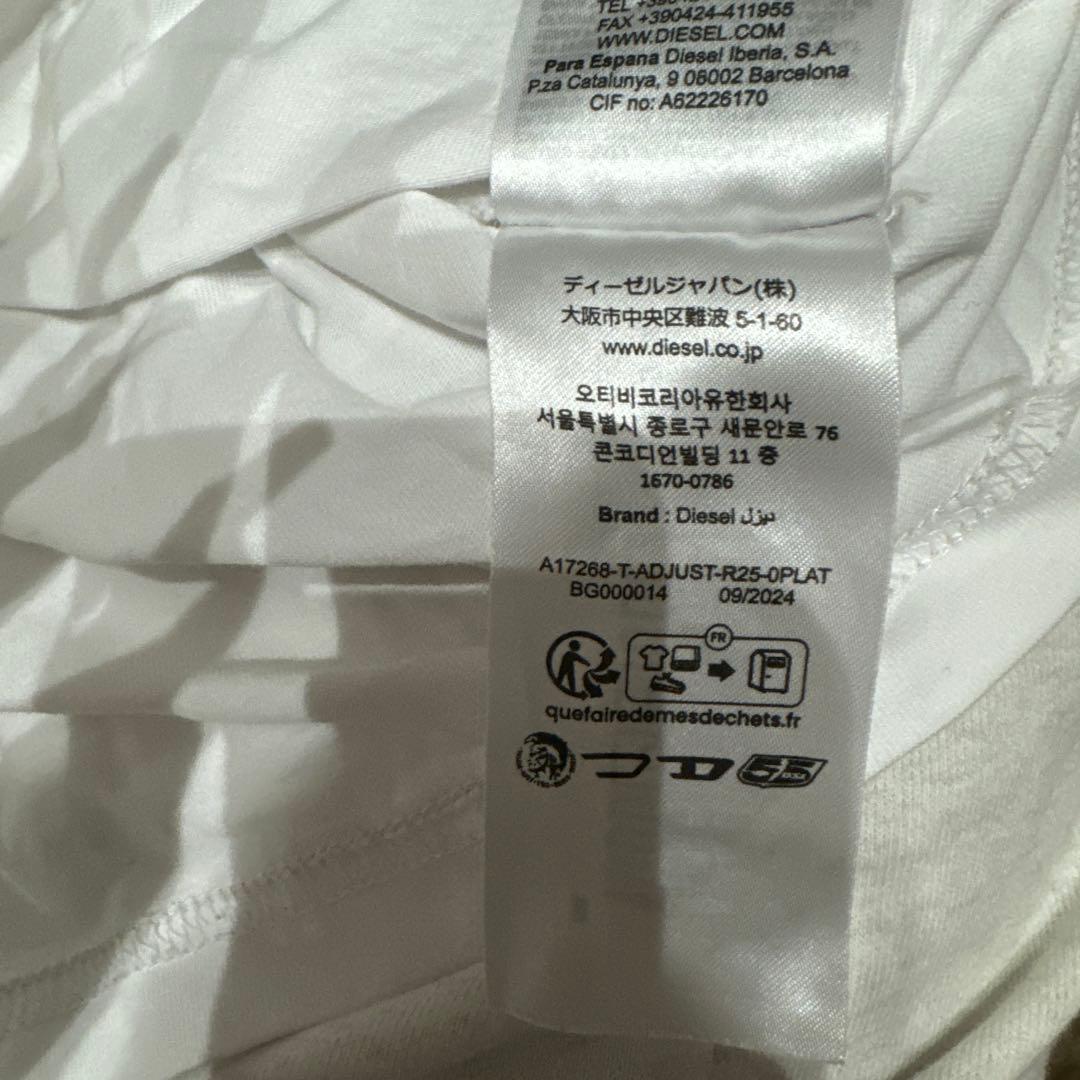 FAX +390424-411955
WWW.DIESEL.COM
Para Espana Diesel Iberia, S.A.
P.za Catalunya, 9 08002 Barcelona
CIF no: A62226170
ディーゼルジャパン(株)
大阪市中央区難波 5-1-60
www.diesel.co.jp
오티비코리아유한회사
서울특별시 종로구 새문안로 76
콘코디언빌딩 11 층
1670-0786
Brand : Diesel ديزل
A17268-T-ADJUST-R25-0PLAT
BG000014 09/2024
FR
quefairedemesdechets.fr
D 55 DSL